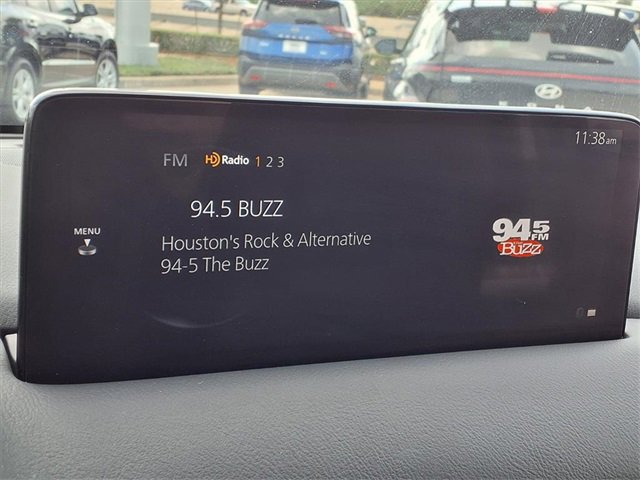 11:38am
FM HD Radio 1 2 3
94.5 BUZZ
MENU
Houston's Rock & Alternative
94-5 The Buzz
94.5 FM
Buzz